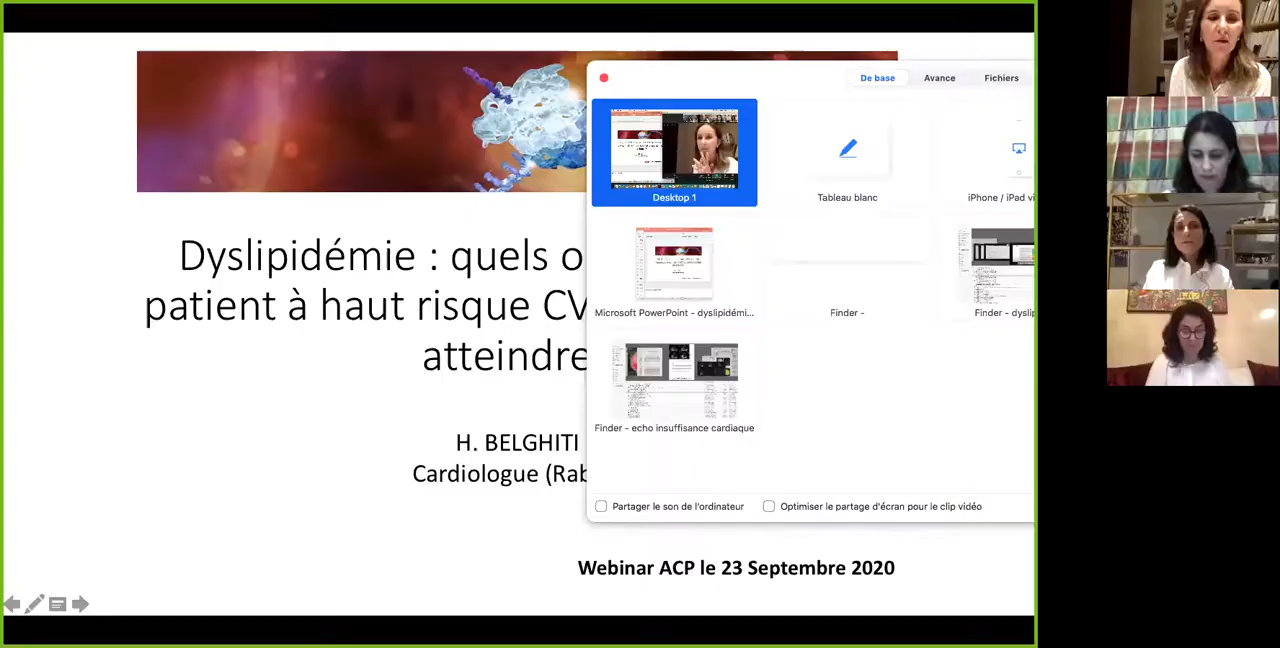 De base
Avance
Fichiers
Desktop 1
Tableau blanc
iPhone / iPad vi
Microsoft PowerPoint - dyslipidémi...
Finder -
Finder - dyslip
Finder - echo insuffisance cardiaque
Partager le son de l'ordinateur
Optimiser le partage d'écran pour le clip vidéo
Dyslipidémie : quels o
patient à haut risque CV
atteindre
H. BELGHITI
Cardiologue (Rab
Webinar ACP le 23 Septembre 2020